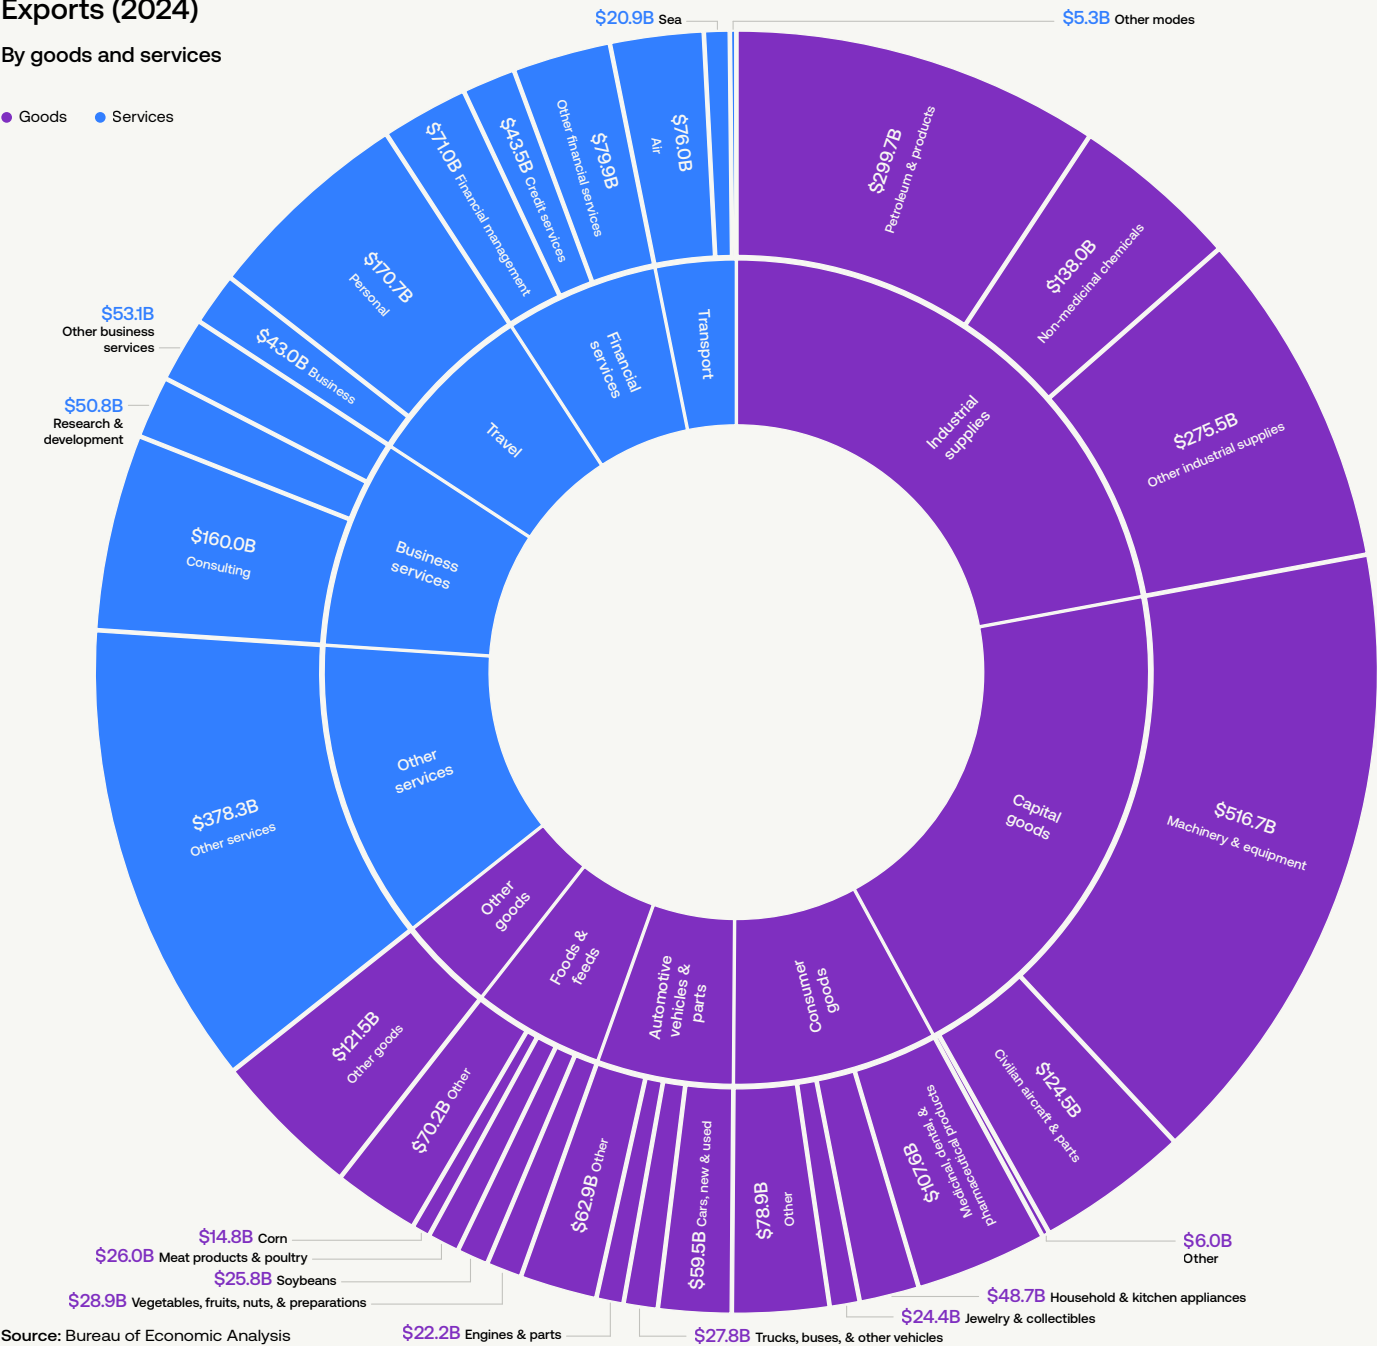 Exports (2024)
By goods and services
Goods
Services
$20.9B Sea
$5.3B Other modes
$76.0B
Air
$79.9B
Other financial services
$43.5B Credit services
$71.0B Financial management
$170.7B
Personal
$43.0B Business
$53.1B
Other business
services
$50.8B
Research &
development
$160.0B
Consulting
$378.3B
Other services
Transport
Financial
services
Travel
Business
services
Other
services
$299.7B
Petroleum & products
$138.0B
Non-medicinal chemicals
$275.5B
Other industrial supplies
Industrial
supplies
Capital
goods
$516.7B
Machinery & equipment
$124.5B
Civilian aircraft & parts
$6.0B
Other
Consumer
goods
$107.6B
Medicinal, dental, &
pharmaceutical products
$48.7B Household & kitchen appliances
$24.4B Jewelry & collectibles
$78.9B
Other
Automotive
vehicles &
parts
$59.5B Cars, new & used
$27.8B Trucks, buses, & other vehicles
$22.2B Engines & parts
$62.9B Other
Foods &
feeds
$28.9B Vegetables, fruits, nuts, & preparations
$25.8B Soybeans
$26.0B Meat products & poultry
$14.8B Corn
$70.2B Other
Other
goods
$121.5B
Other goods
Source: Bureau of Economic Analysis